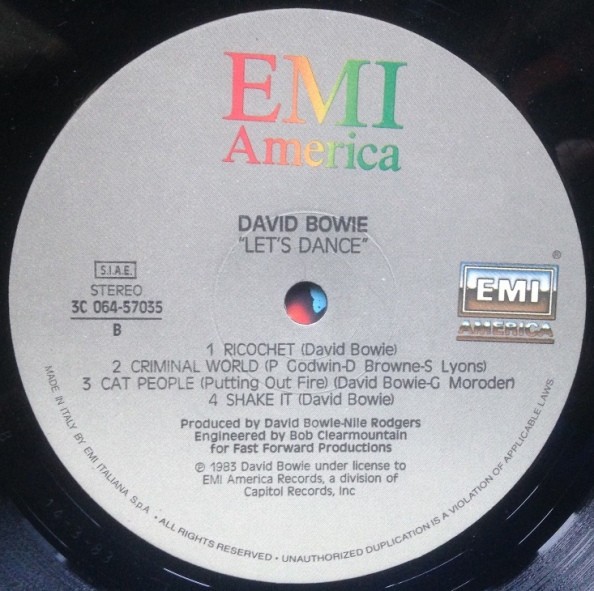 EMI
America
DAVID BOWIE
"LET'S DANCE"
S.I.A.E.
STEREO
3C 064-57035
B
®
EMI
AMERICA
1 RICOCHET (David Bowie)
2 CRIMINAL WORLD (P Godwin-D Browne-S Lyons)
3 CAT PEOPLE (Putting Out Fire) (David Bowie-G Moroder)
4 SHAKE IT (David Bowie)
Produced by David Bowie-Nile Rodgers
Engineered by Bob Clearmountain
for Fast Forward Productions
℗ 1983 David Bowie under license to
EMI America Records, a division of
Capitol Records, Inc
MADE IN ITALY BY EMI ITALIANA S.p.A • ALL RIGHTS RESERVED • UNAUTHORIZED DUPLICATION IS A VIOLATION OF APPLICABLE LAWS